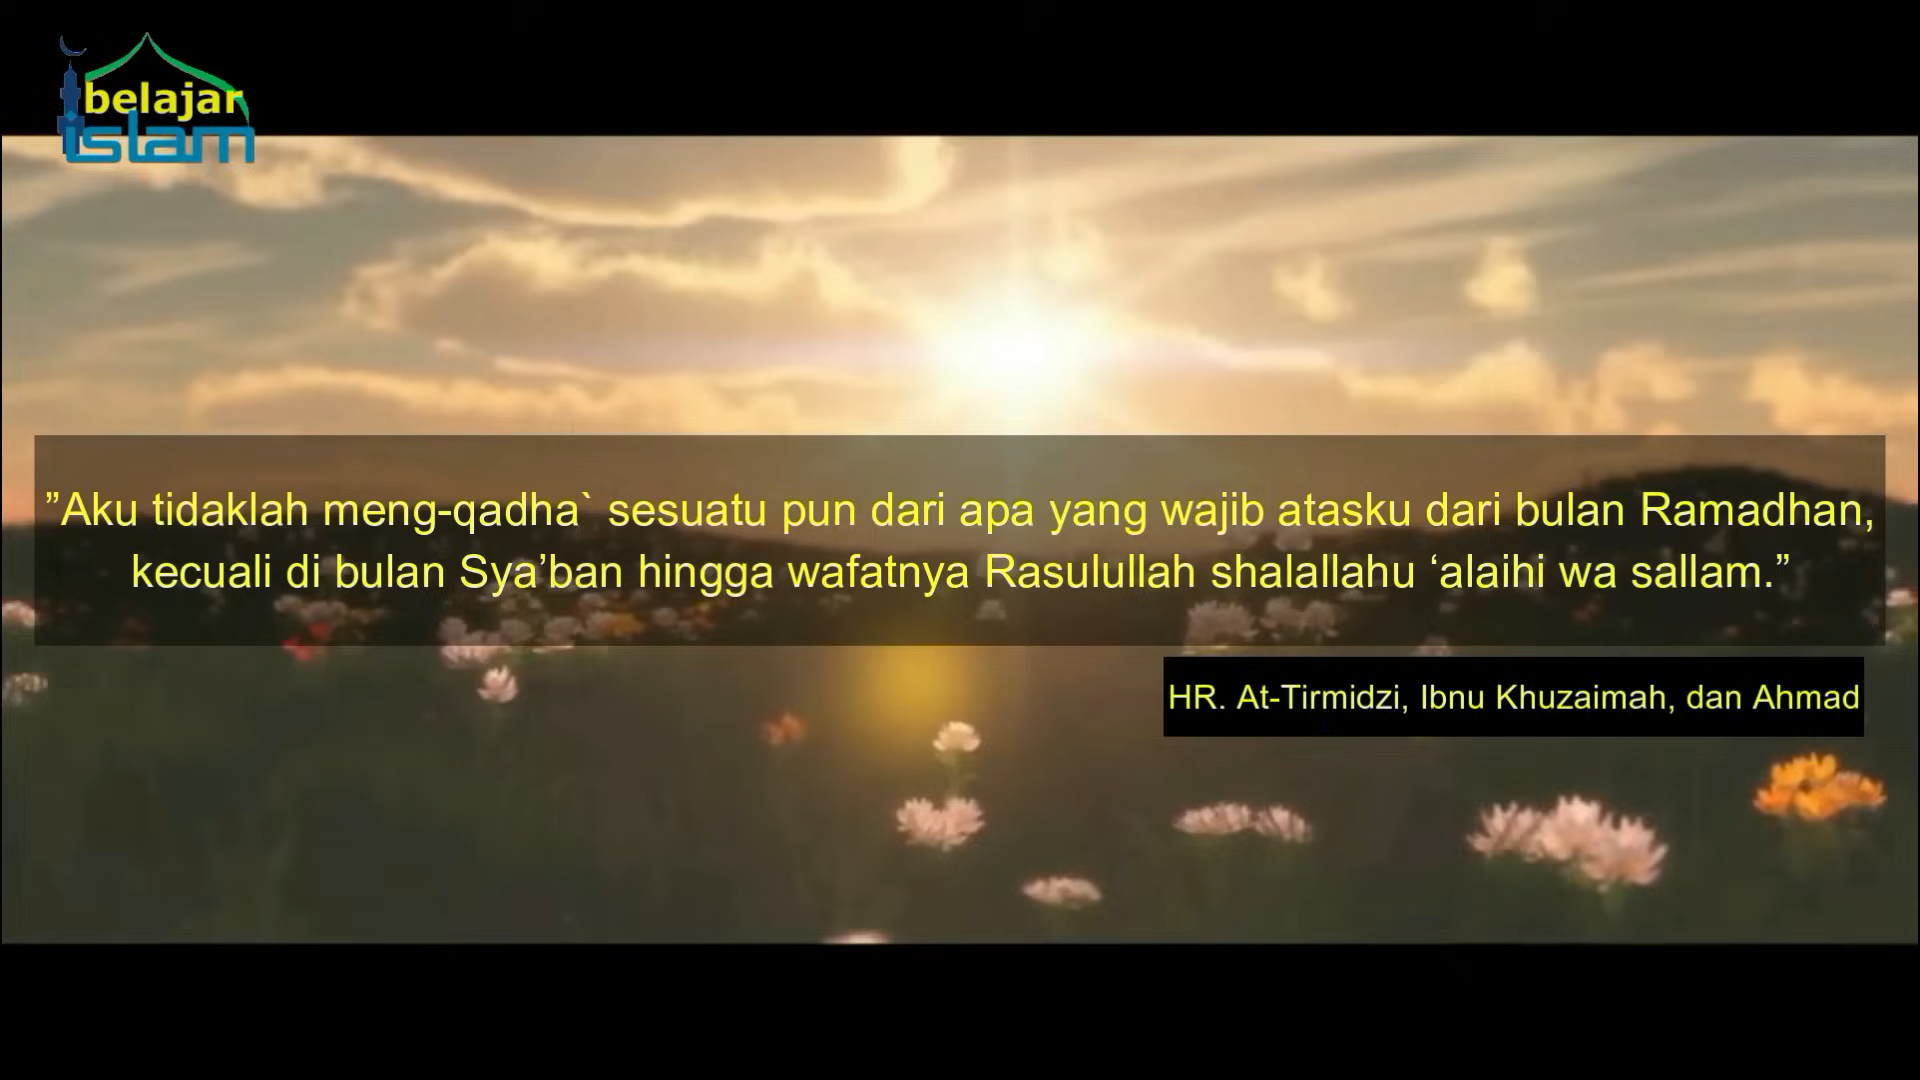 belajar
islam
”Aku tidaklah meng-qadha` sesuatu pun dari apa yang wajib atasku dari bulan Ramadhan,
kecuali di bulan Sya’ban hingga wafatnya Rasulullah shalallahu ‘alaihi wa sallam.”
HR. At-Tirmidzi, Ibnu Khuzaimah, dan Ahmad